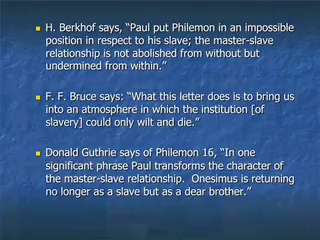 H. Berkhof says, “Paul put Philemon in an impossible
position in respect to his slave; the master-slave
relationship is not abolished from without but
undermined from within.”
F. F. Bruce says: “What this letter does is to bring us
into an atmosphere in which the institution [of
slavery] could only wilt and die.”
Donald Guthrie says of Philemon 16, “In one
significant phrase Paul transforms the character of
the master-slave relationship.  Onesimus is returning
no longer as a slave but as a dear brother.”